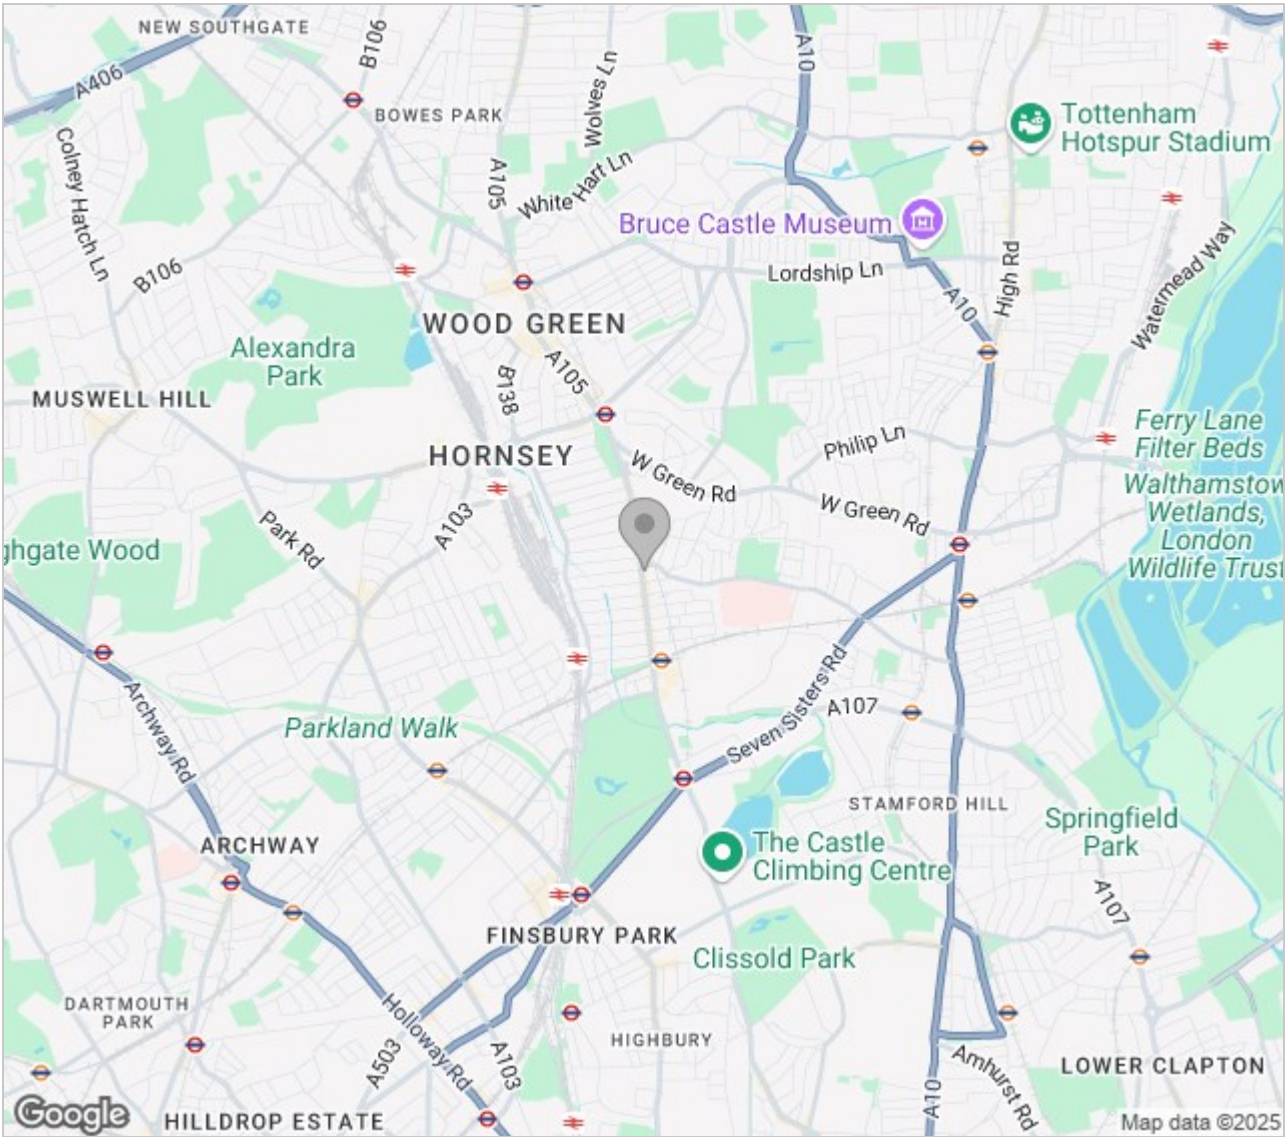 NEW SOUTHGATE
B106
A406
BOWES PARK
Wolves Ln
A10
Tottenham
Hotspur Stadium
Colney Hatch Ln
A105
White Hart Ln
Bruce Castle Museum
B106
Lordship Ln
High Rd
A10
Watermead Way
WOOD GREEN
Alexandra
Park
A105
B138
MUSWELL HILL
Philip Ln
Ferry Lane
Filter Beds
HORNSEY
W Green Rd
W Green Rd
Walthamstow
Wetlands,
London
Wildlife Trust
A103
Park Rd
ghgate Wood
Archway Rd
Parkland Walk
Seven Sisters Rd
A107
STAMFORD HILL
Springfield
Park
ARCHWAY
The Castle
Climbing Centre
A107
FINSBURY PARK
Clissold Park
DARTMOUTH
PARK
Holloway Rd
A503
A103
HIGHBURY
Amhurst Rd
LOWER CLAPTON
A10
Google
HILLDROP ESTATE
Map data ©2025